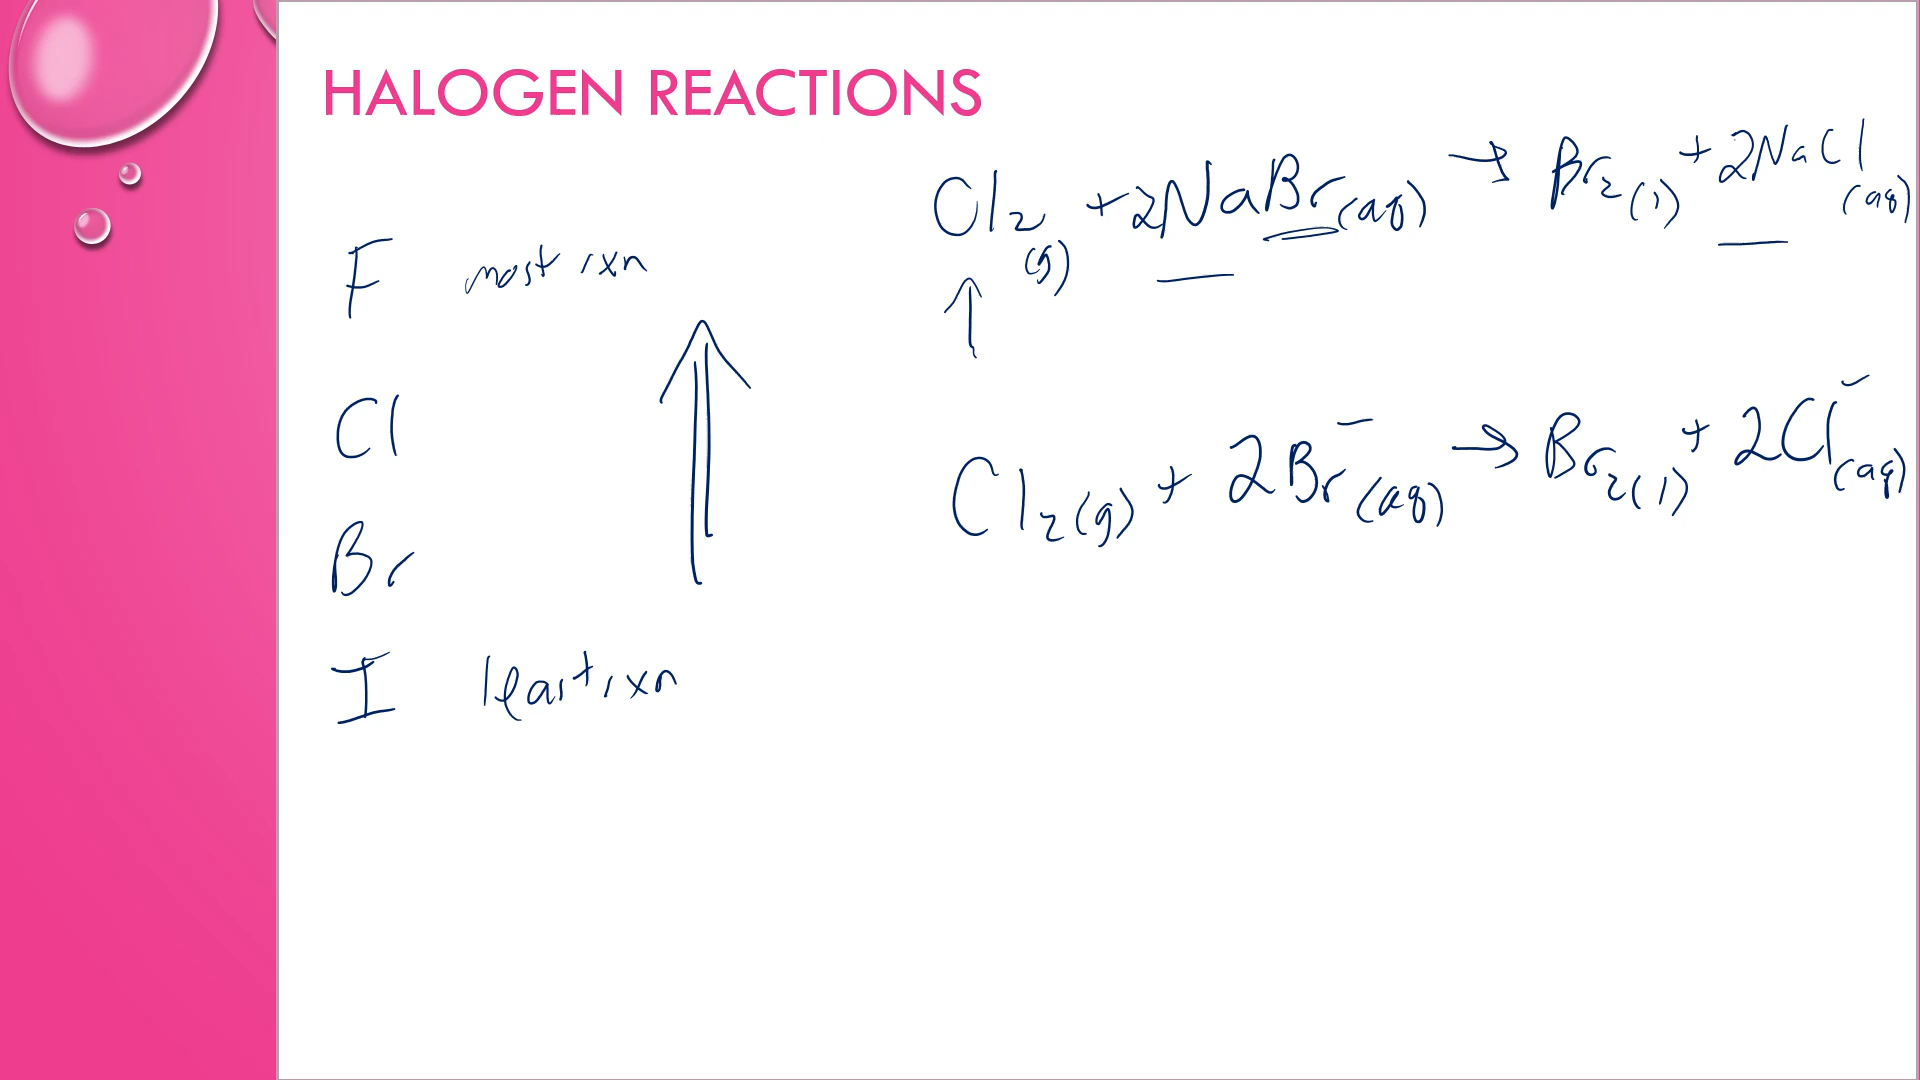 HALOGEN REACTIONS
Cl₂(g) + 2NaBr(aq) → Br₂(l) + 2NaCl(aq)
F most rxn
Cl
Cl₂(g) + 2Br⁻(aq) → Br₂(l) + 2Cl⁻(aq)
Br
I least rxn